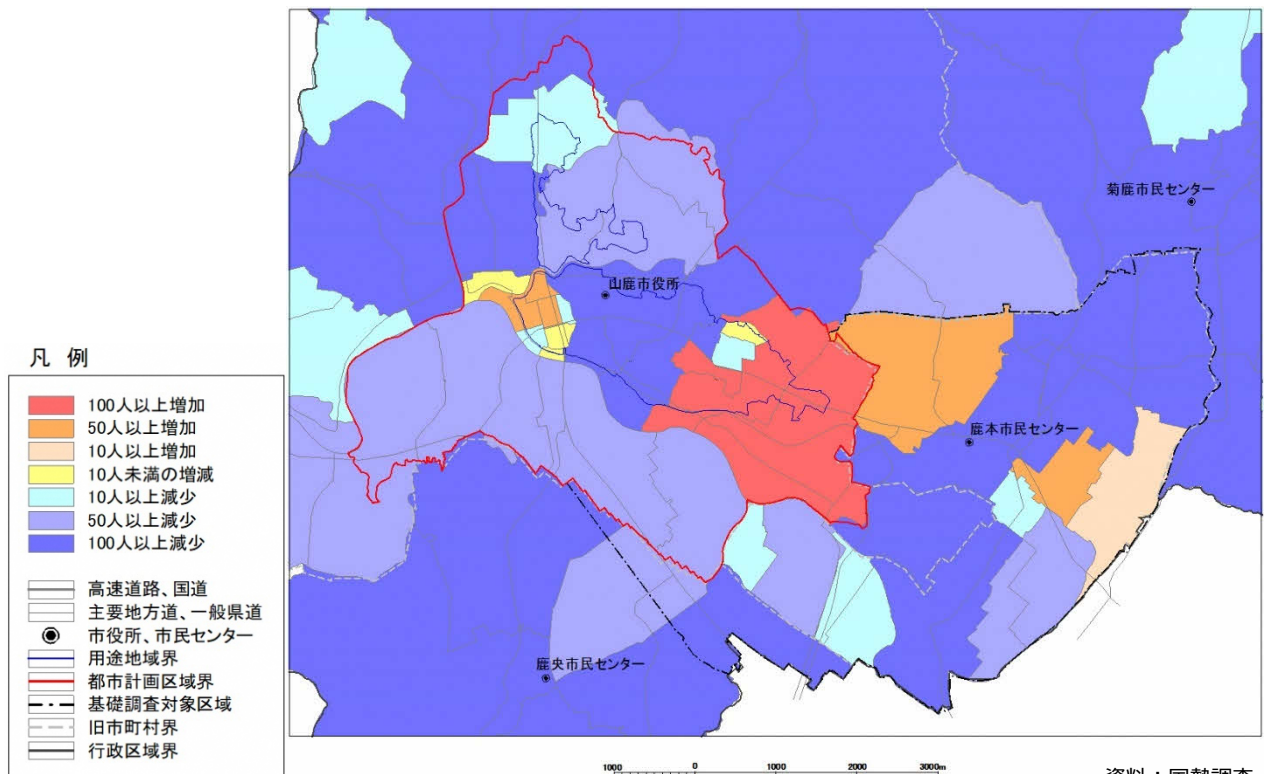 菊鹿市民センター
山鹿市役所
鹿本市民センター
鹿央市民センター
凡 例
100人以上増加
50人以上増加
10人以上増加
10人未満の増減
10人以上減少
50人以上減少
100人以上減少
高速道路、国道
主要地方道、一般県道
市役所、市民センター
用途地域界
都市計画区域界
基礎調査対象区域
旧市町村界
行政区域界
1000 0 1000 2000 3000m
資料：国勢調査